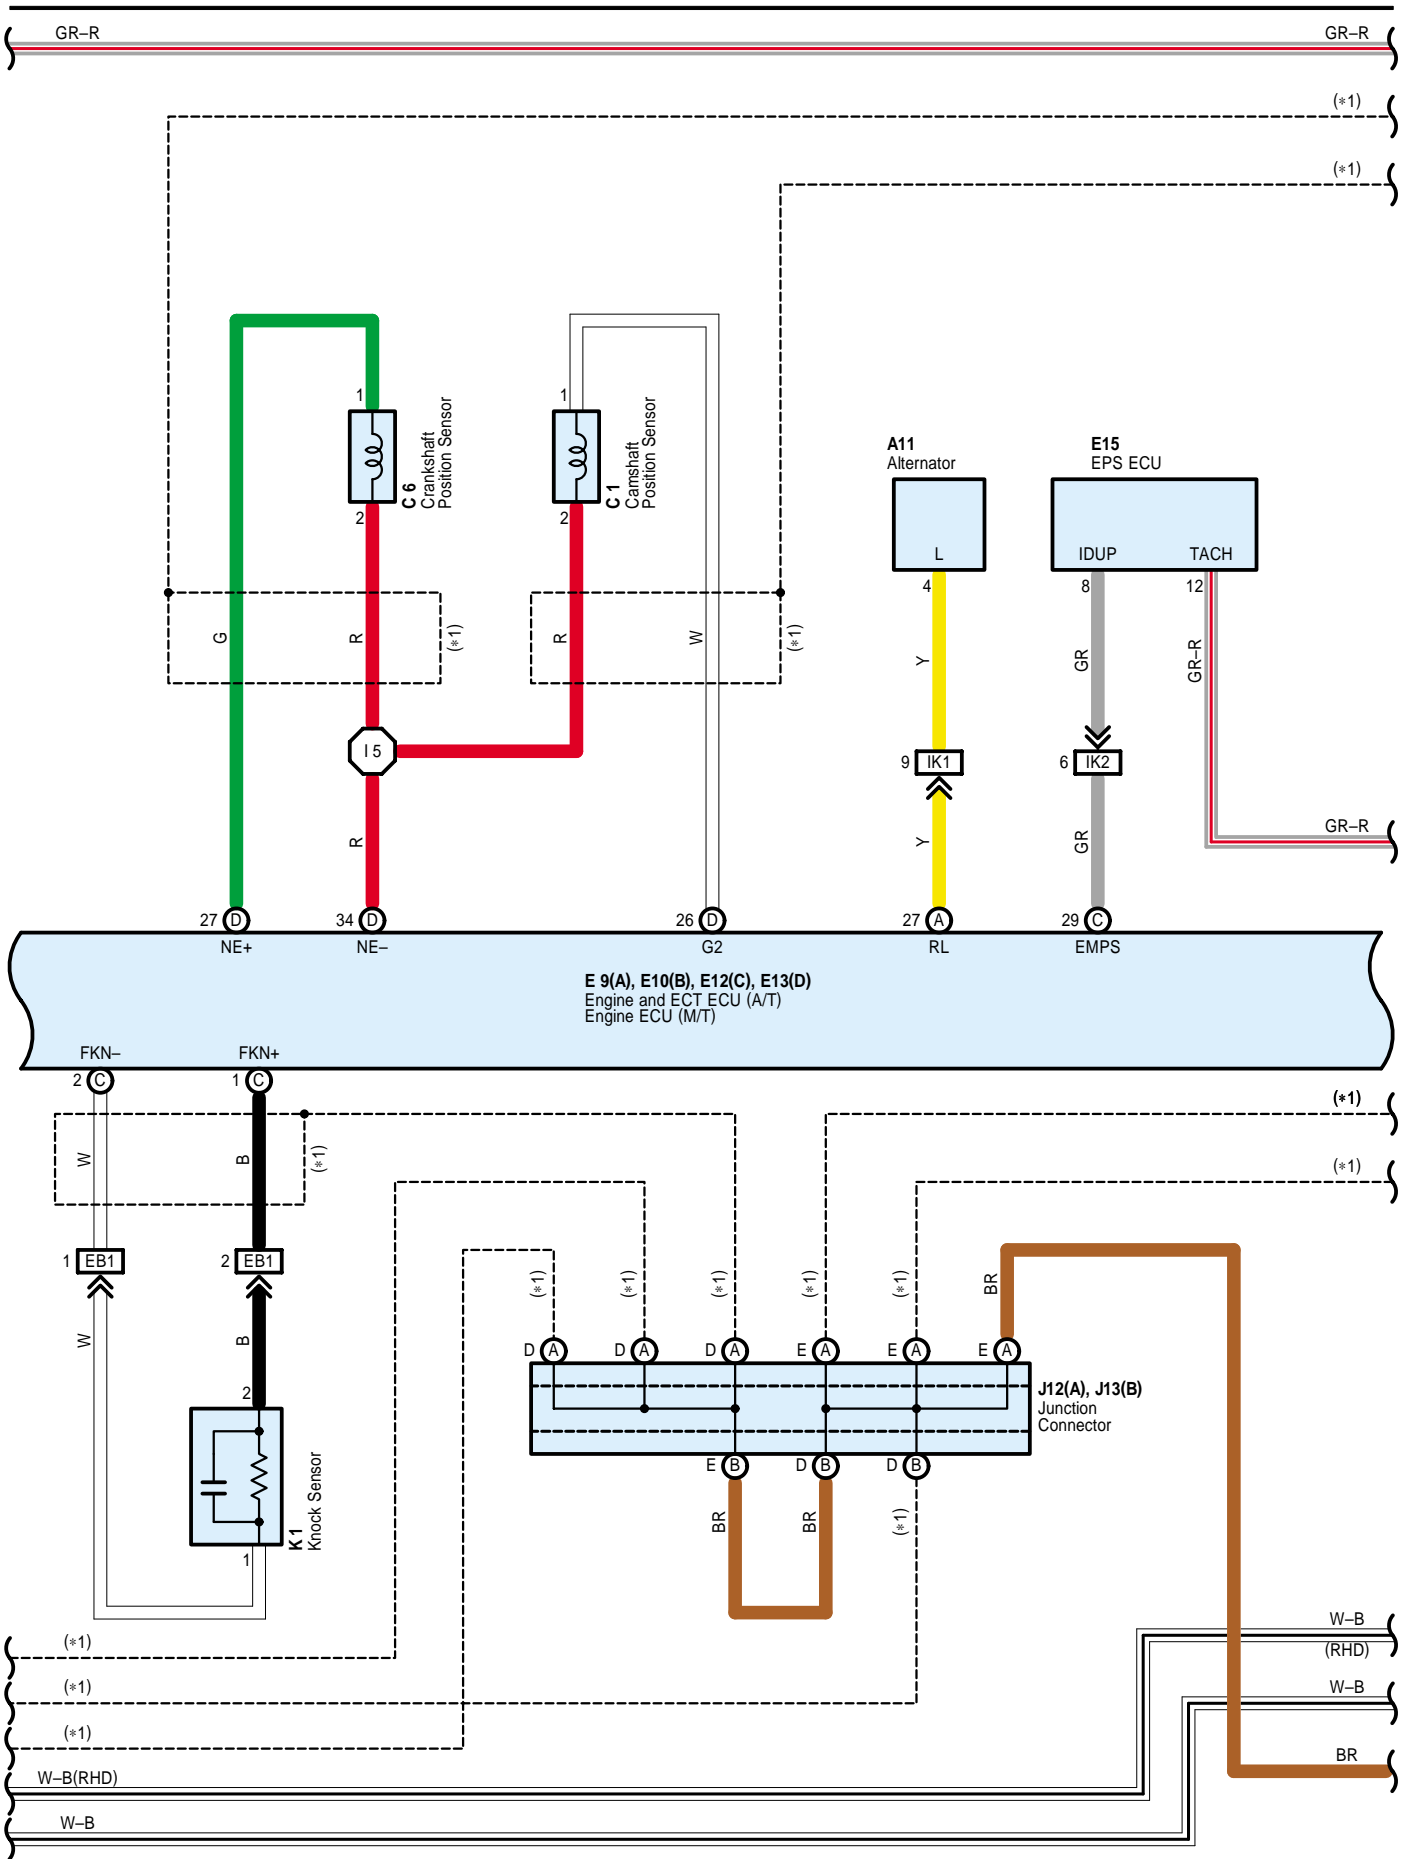 GR–R
GR–R
(*1)
(*1)
1
1
C 6
Crankshaft
Position Sensor
C 1
Camshaft
Position Sensor
A11
Alternator
E15
EPS ECU
2
2
L
IDUP
TACH
4
8
12
G
R
(*1)
R
W
(*1)
Y
GR
GR–R
I 5
9
IK1
6
IK2
GR–R
R
Y
GR
27
D
34
D
26
D
27
A
29
C
NE+
NE–
G2
RL
EMPS
E 9(A), E10(B), E12(C), E13(D)
Engine and ECT ECU (A/T)
Engine ECU (M/T)
FKN–
FKN+
2
C
1
C
(*1)
W
B
(*1)
(*1)
1
EB1
2
EB1
(*1)
(*1)
(*1)
(*1)
(*1)
BR
W
B
D
A
D
A
D
A
E
A
E
A
E
A
2
J12(A), J13(B)
Junction
Connector
E
B
D
B
D
B
K 1
Knock Sensor
BR
BR
(*1)
1
W–B
(RHD)
(*1)
(*1)
W–B
(*1)
BR
W–B(RHD)
W–B